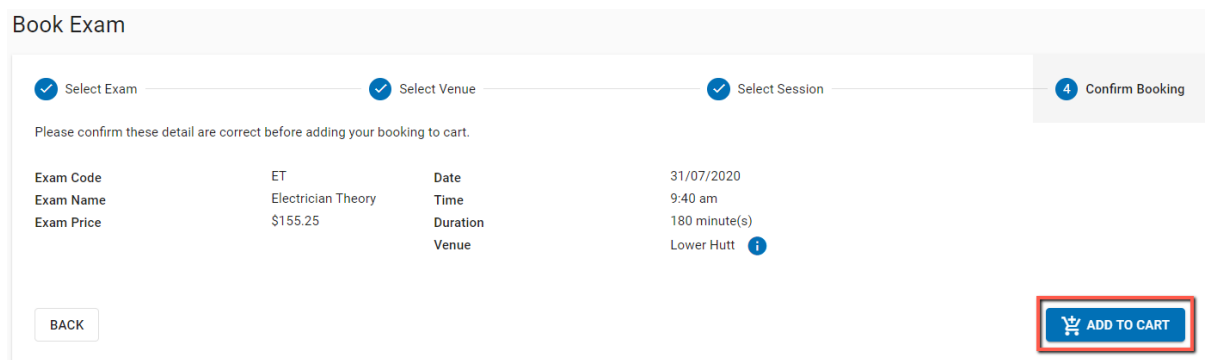 Book Exam
Select Exam Select Venue Select Session 4 Confirm Booking
Please confirm these detail are correct before adding your booking to cart.
Exam Code ET Date 31/07/2020
Exam Name Electrician Theory Time 9:40 am
Exam Price $155.25 Duration 180 minute(s)
Venue Lower Hutt i
BACK ADD TO CART